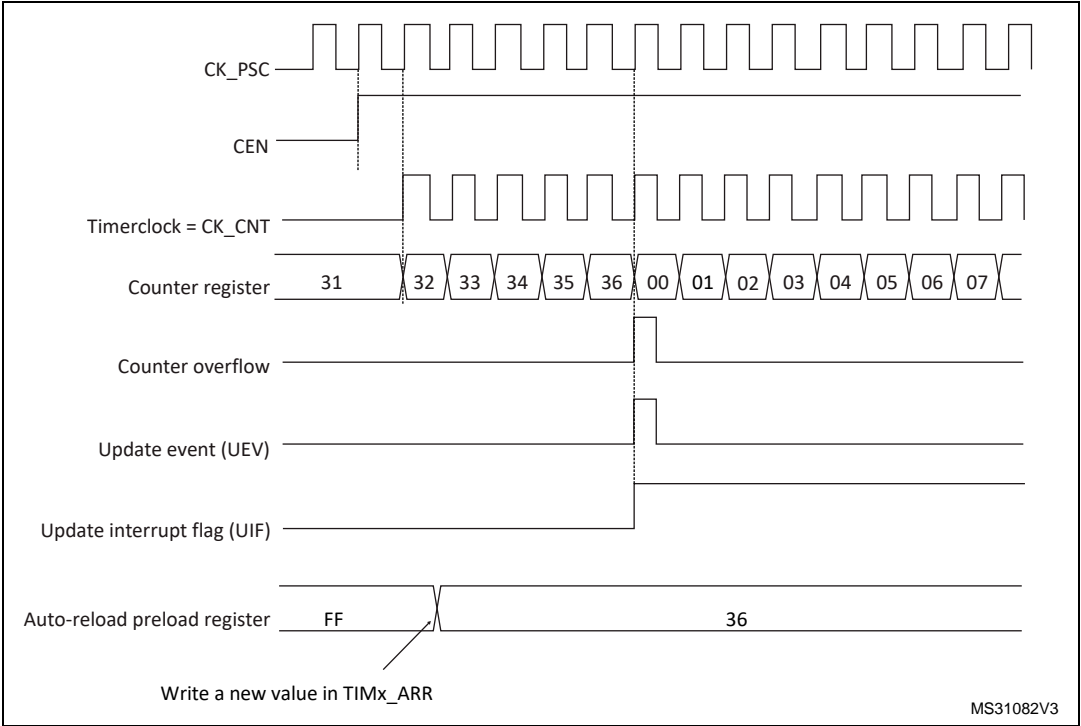 CK_PSC
CEN
Timerclock = CK_CNT
Counter register 31 32 33 34 35 36 00 01 02 03 04 05 06 07
Counter overflow
Update event (UEV)
Update interrupt flag (UIF)
Auto-reload preload register FF 36
Write a new value in TIMx_ARR
MS31082V3